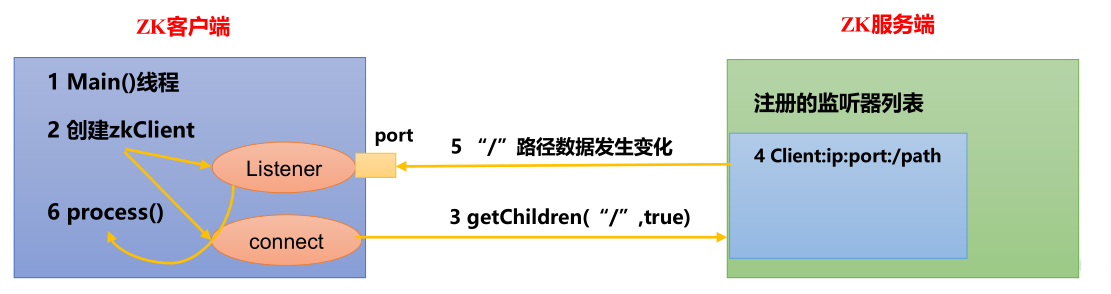 ZK客户端
ZK服务端
1 Main()线程
2 创建zkClient
Listener
port
6 process()
connect
5 “/”路径数据发生变化
3 getChildren(“/”,true)
注册的监听器列表
4 Client:ip:port:/path